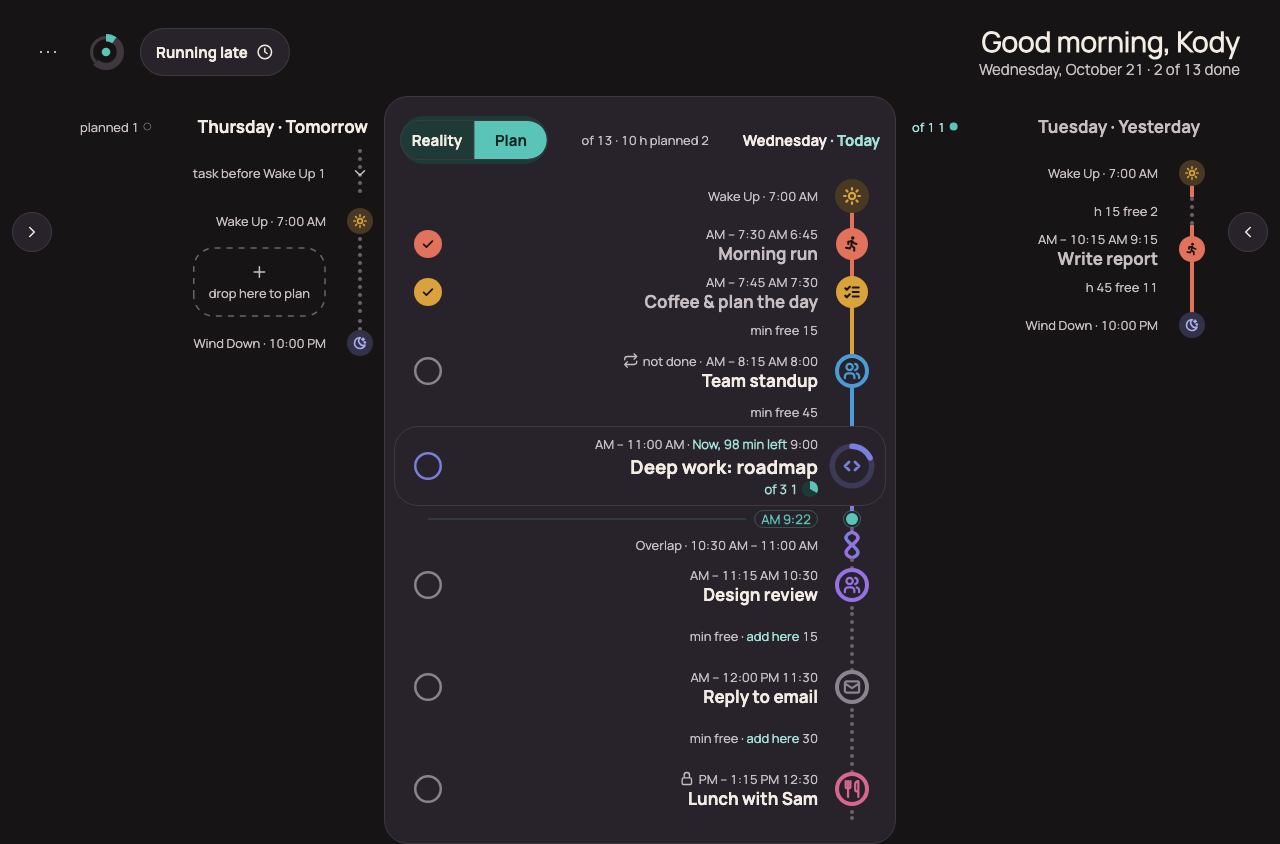 Running late
Good morning, Kody
Wednesday, October 21 · 2 of 13 done
planned 1
Thursday · Tomorrow
task before Wake Up 1
Wake Up · 7:00 AM
drop here to plan
Wind Down · 10:00 PM
Reality
Plan
of 13 · 10 h planned 2
Wednesday · Today
Wake Up · 7:00 AM
AM – 7:30 AM 6:45
Morning run
AM – 7:45 AM 7:30
Coffee & plan the day
min free 15
not done · AM – 8:15 AM 8:00
Team standup
min free 45
AM – 11:00 AM · Now, 98 min left 9:00
Deep work: roadmap
of 3 1
AM 9:22
Overlap · 10:30 AM – 11:00 AM
AM – 11:15 AM 10:30
Design review
min free · add here 15
AM – 12:00 PM 11:30
Reply to email
min free · add here 30
PM – 1:15 PM 12:30
Lunch with Sam
of 1 1
Tuesday · Yesterday
Wake Up · 7:00 AM
h 15 free 2
AM – 10:15 AM 9:15
Write report
h 45 free 11
Wind Down · 10:00 PM